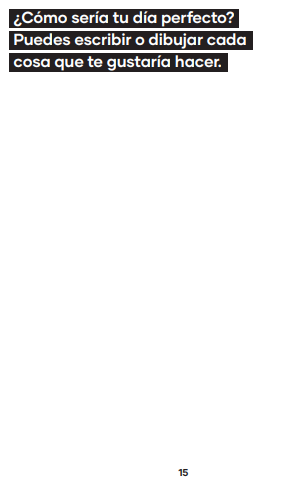 ¿Cómo sería tu día perfecto?
Puedes escribir o dibujar cada
cosa que te gustaría hacer.
15